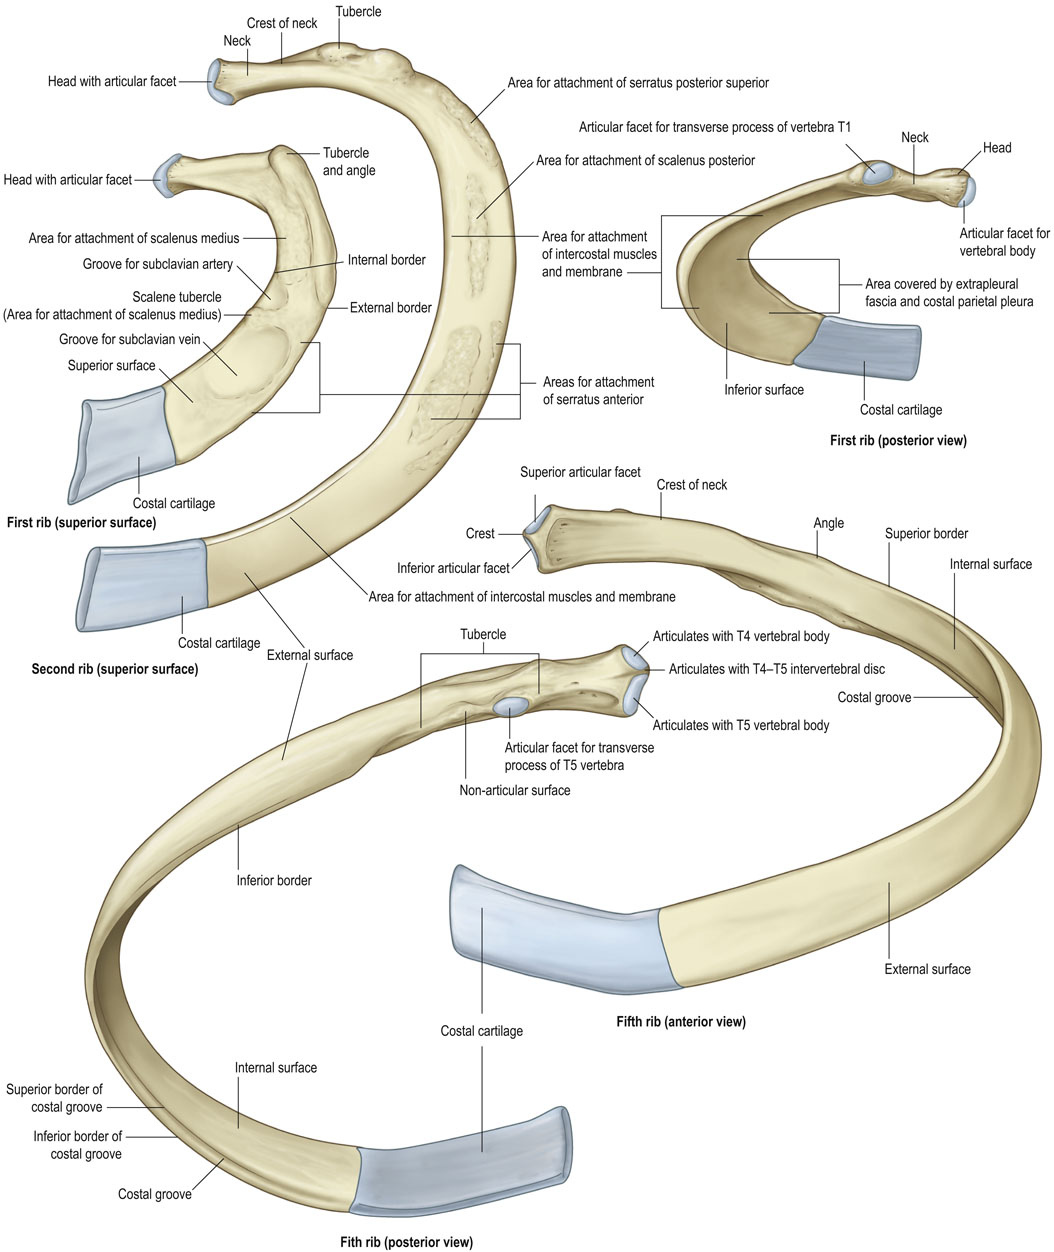 Tubercle
Crest of neck
Neck
Head with articular facet
Area for attachment of serratus posterior superior
Area for attachment of scalenus posterior
Tubercle
and angle
Head with articular facet
Area for attachment of scalenus medius
Groove for subclavian artery
Internal border
Scalene tubercle
(Area for attachment of scalenus medius)
External border
Groove for subclavian vein
Superior surface
Area for attachment
of intercostal muscles
and membrane
Areas for attachment
of serratus anterior
Costal cartilage
First rib (superior surface)
Area for attachment of intercostal muscles and membrane
Costal cartilage
Second rib (superior surface)
External surface
Articular facet for transverse process of vertebra T1
Neck
Head
Articular facet for
vertebral body
Area covered by extrapleural
fascia and costal parietal pleura
Inferior surface
Costal cartilage
First rib (posterior view)
Superior articular facet
Crest of neck
Crest
Inferior articular facet
Angle
Superior border
Internal surface
Costal groove
External surface
Fifth rib (anterior view)
Tubercle
Articulates with T4 vertebral body
Articulates with T4–T5 intervertebral disc
Articulates with T5 vertebral body
Articular facet for transverse
process of T5 vertebra
Non-articular surface
Inferior border
Costal cartilage
Internal surface
Superior border of
costal groove
Inferior border of
costal groove
Costal groove
Fith rib (posterior view)